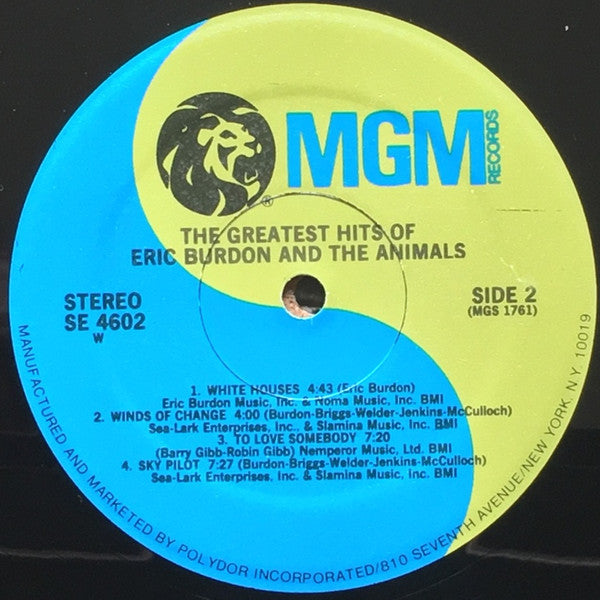 MGM
RECORDS
®
THE GREATEST HITS OF
ERIC BURDON AND THE ANIMALS
STEREO
SE 4602
W
SIDE 2
(MGS 1761)
1. WHITE HOUSES 4:43 (Eric Burdon)
Eric Burdon Music, Inc. & Noma Music, Inc. BMI
2. WINDS OF CHANGE 4:00 (Burdon-Briggs-Weider-Jenkins-McCulloch)
Sea-Lark Enterprises, Inc. & Slamina Music, Inc. BMI
3. TO LOVE SOMEBODY 7:20
(Barry Gibb-Robin Gibb) Nemperor Music, Ltd. BMI
4. SKY PILOT 7:27 (Burdon-Briggs-Weider-Jenkins-McCulloch)
Sea-Lark Enterprises, Inc. & Slamina Music, Inc. BMI
MANUFACTURED AND MARKETED BY POLYDOR INCORPORATED/810 SEVENTH AVENUE/NEW YORK, N.Y. 10019